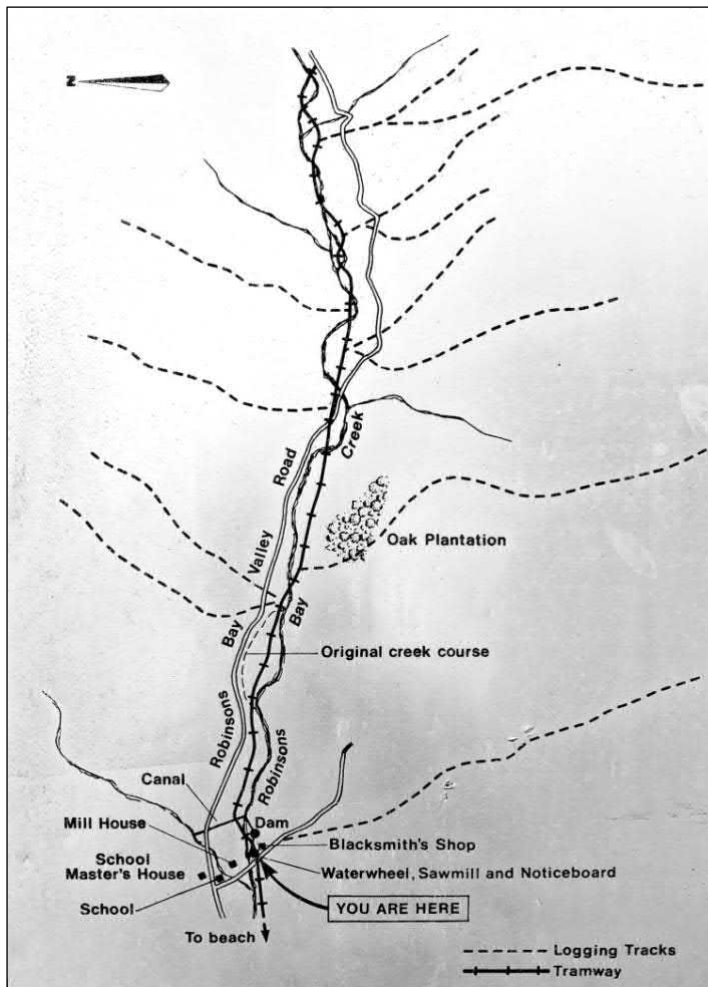 N
Creek
Road
Valley
Bay
Robinsons
Oak Plantation
Bay
Robinsons
Original creek course
Canal
Dam
Mill House
Blacksmith's Shop
School
Master's House
Waterwheel, Sawmill and Noticeboard
School
YOU ARE HERE
To beach
Logging Tracks
Tramway